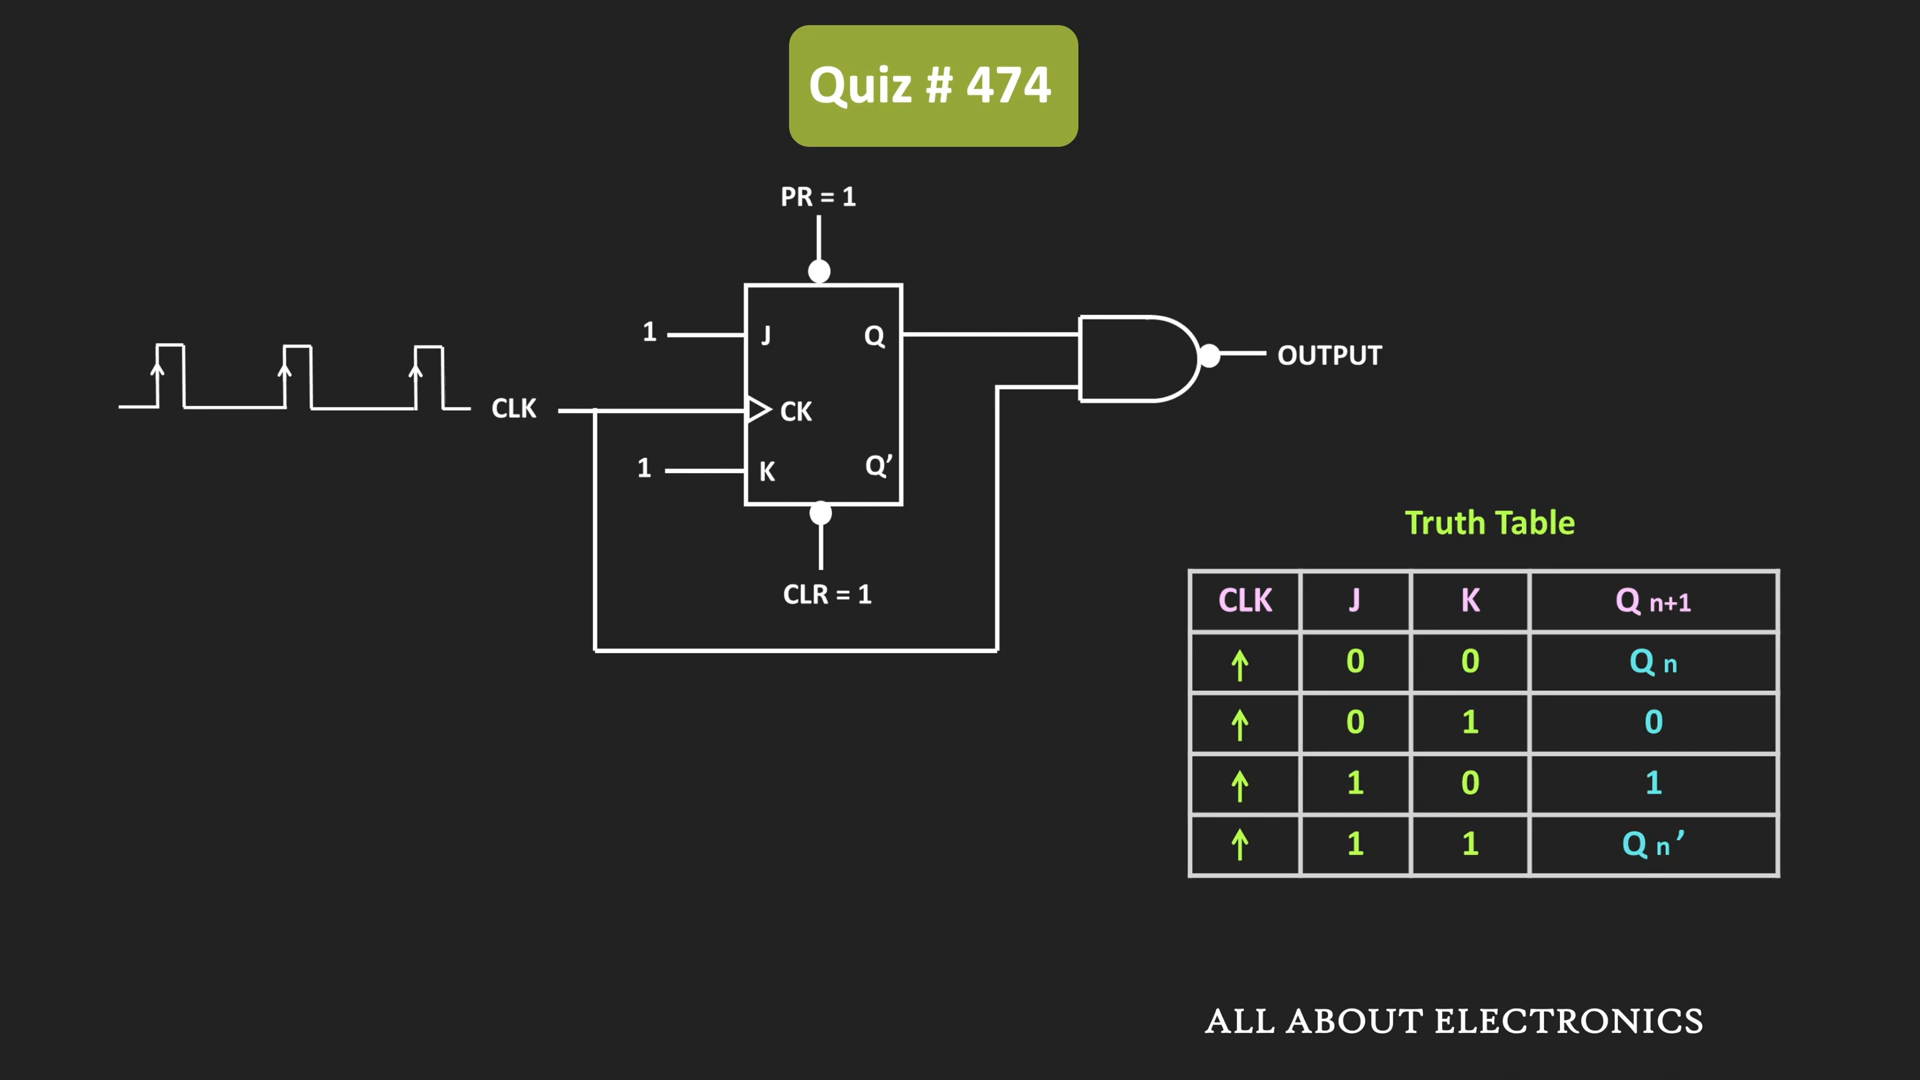 Quiz # 474
PR = 1
1 J Q
OUTPUT
CLK CK
1 K Q’
CLR = 1
Truth Table
CLK J K Q n+1
↑ 0 0 Q n
↑ 0 1 0
↑ 1 0 1
↑ 1 1 Q n’
ALL ABOUT ELECTRONICS